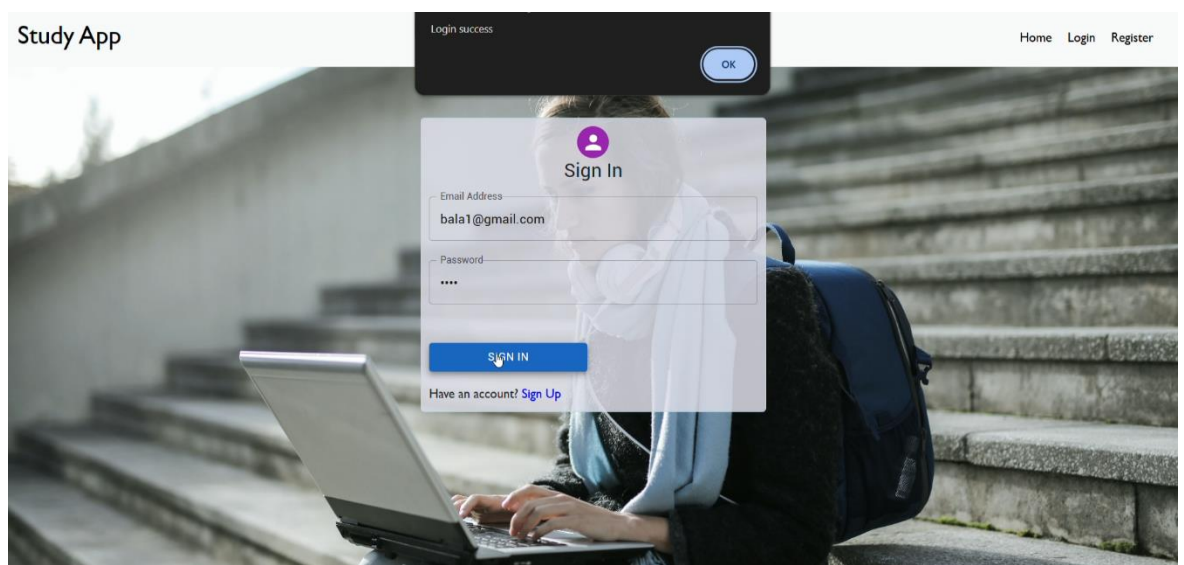 Study App
Login success
OK
Home Login Register
Sign In
Email Address
bala1@gmail.com
Password
••••
SIGN IN
Have an account? Sign Up